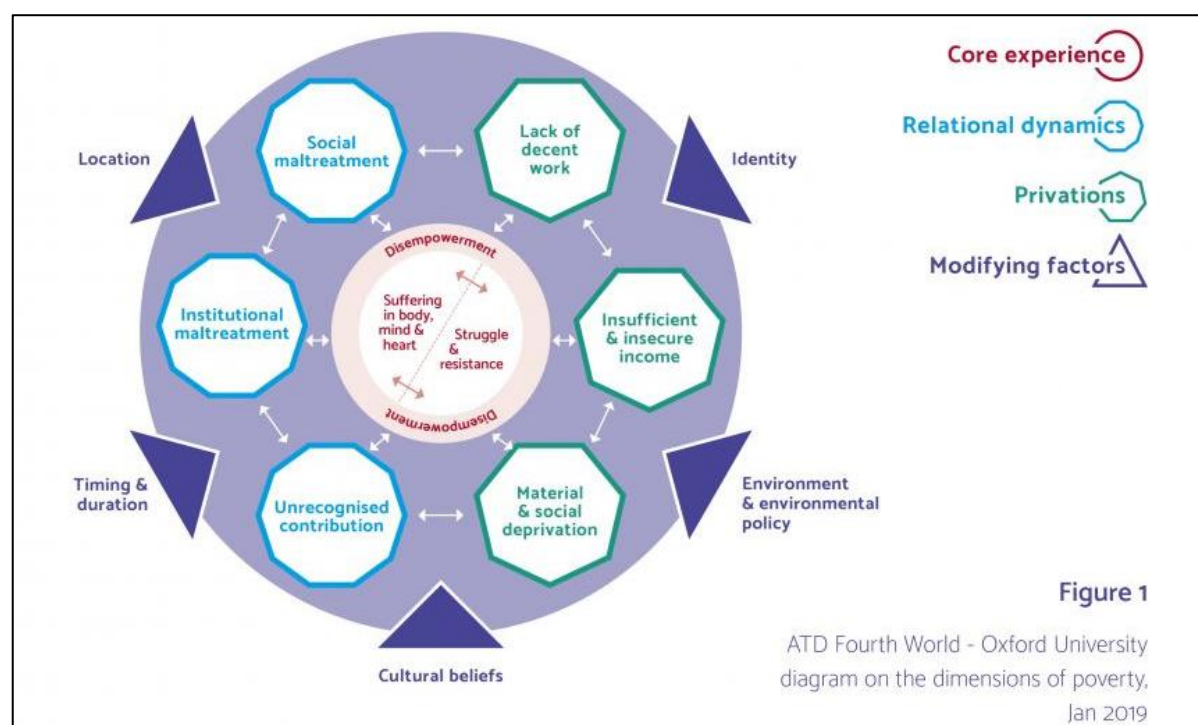 Core experience
Relational dynamics
Privations
Modifying factors
Location
Identity
Social
maltreatment
Lack of
decent
work
Institutional
maltreatment
Disempowerment
Suffering
in body,
mind &
heart
Struggle
&
resistance
Disempowerment
Insufficient
& insecure
income
Timing &
duration
Unrecognised
contribution
Material
& social
deprivation
Environment
& environmental
policy
Cultural beliefs
Figure 1
ATD Fourth World - Oxford University
diagram on the dimensions of poverty,
Jan 2019